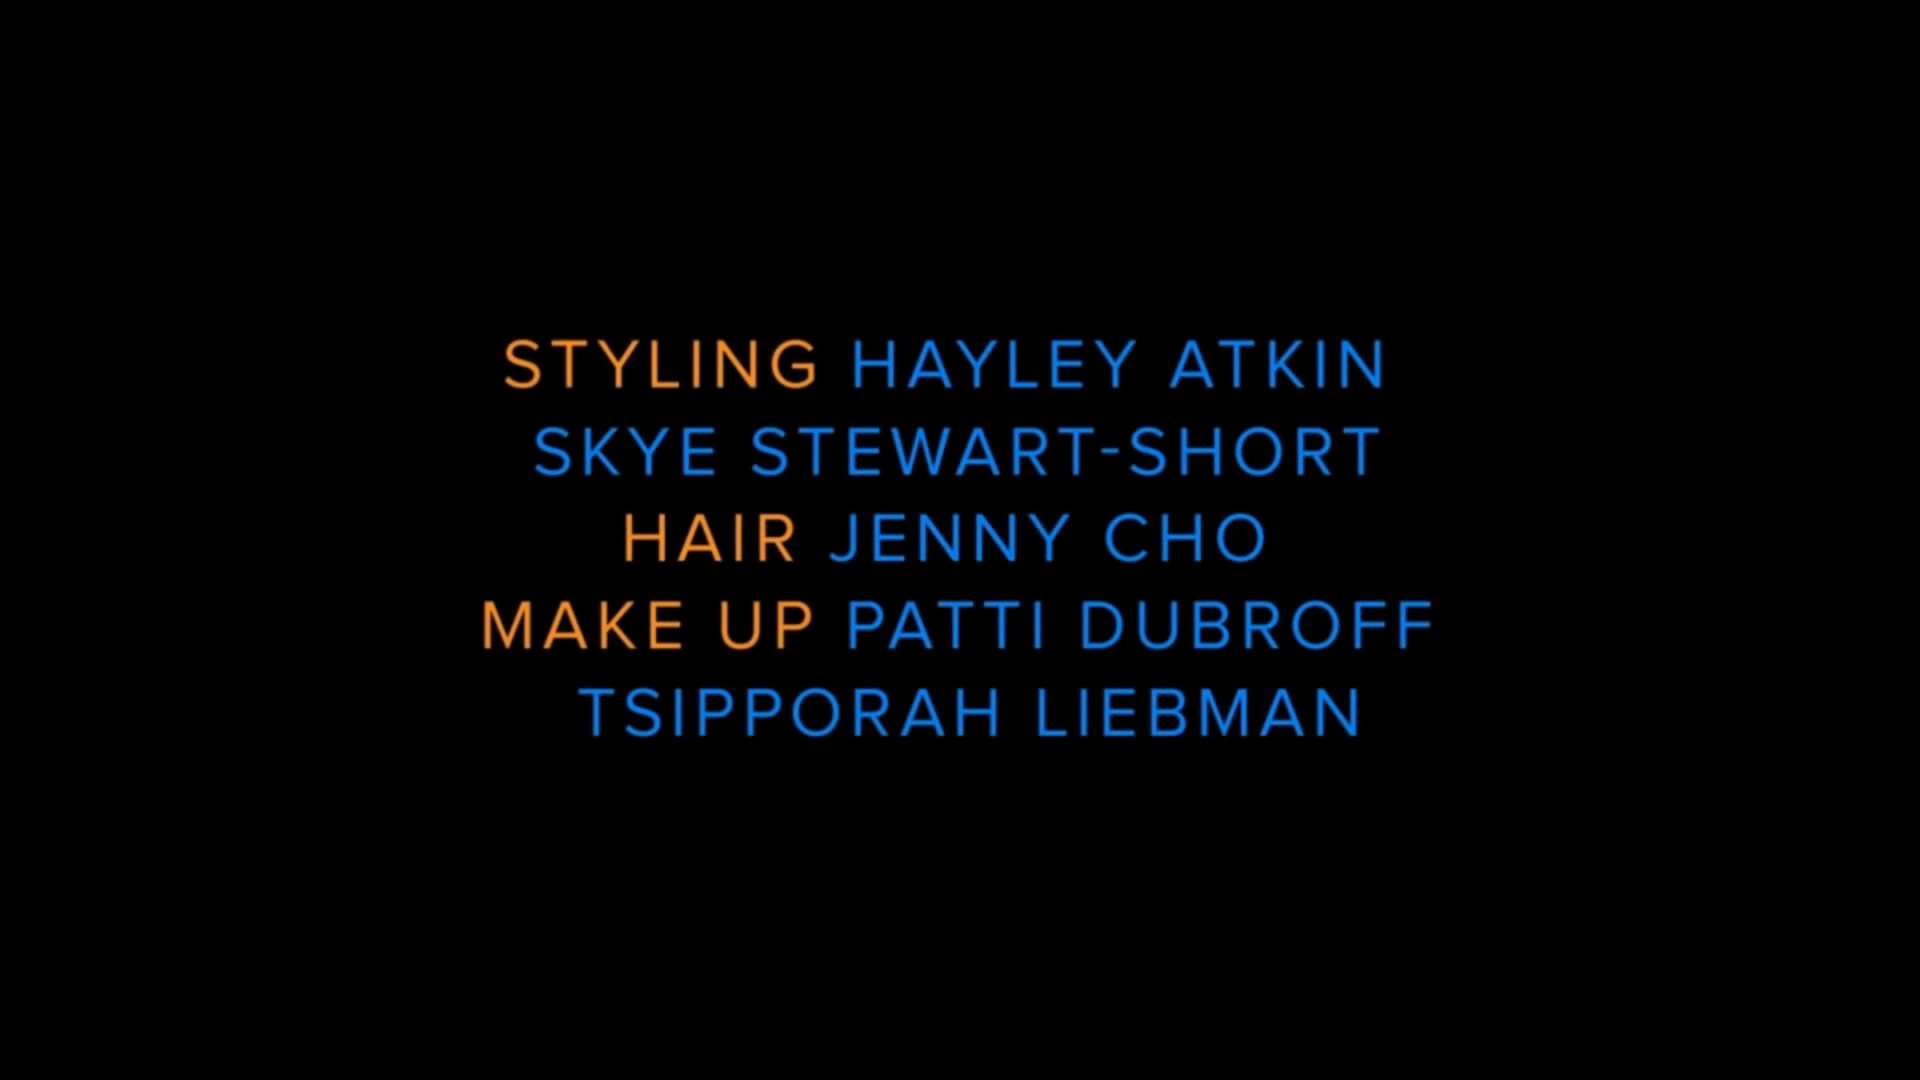 STYLING HAYLEY ATKIN
SKYE STEWART-SHORT
HAIR JENNY CHO
MAKE UP PATTI DUBROFF
TSIPPORAH LIEBMAN